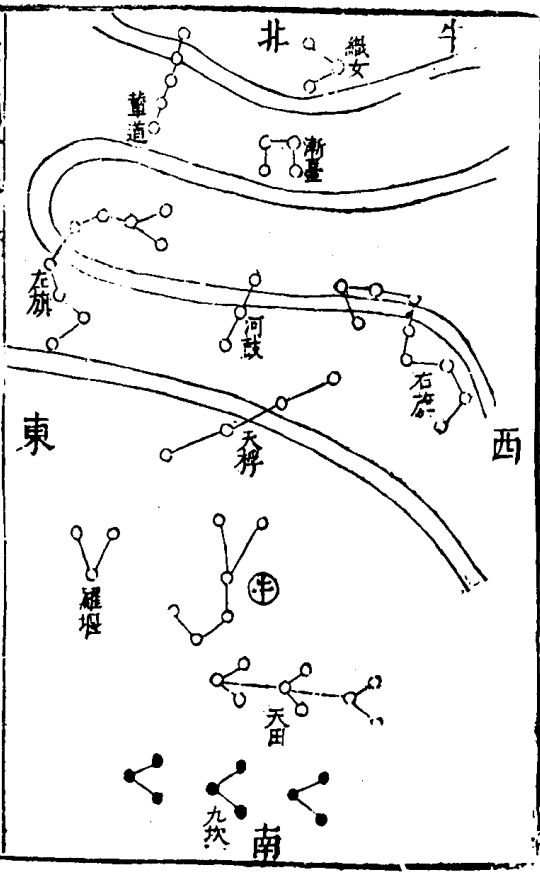 牛
北
織女
輦道
漸臺
左旗
河鼓
右旗
東
西
天桴
牛
羅堰
天田
九坎
南